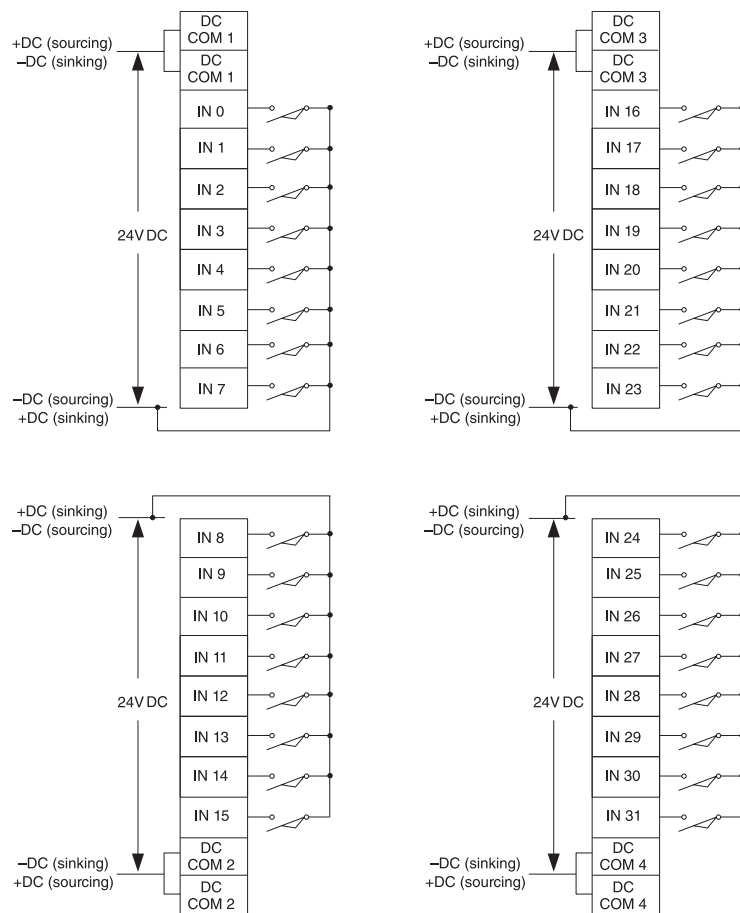 DC
COM 1
+DC (sourcing)
–DC (sinking)
DC
COM 1
IN 0
IN 1
IN 2
24V DC
IN 3
IN 4
IN 5
IN 6
IN 7
–DC (sourcing)
+DC (sinking)
DC
COM 3
+DC (sourcing)
–DC (sinking)
DC
COM 3
IN 16
IN 17
IN 18
24V DC
IN 19
IN 20
IN 21
IN 22
IN 23
–DC (sourcing)
+DC (sinking)
+DC (sinking)
–DC (sourcing)
IN 8
IN 9
IN 10
IN 11
24V DC
IN 12
IN 13
IN 14
IN 15
–DC (sinking)
+DC (sourcing)
DC
COM 2
DC
COM 2
+DC (sinking)
–DC (sourcing)
IN 24
IN 25
IN 26
IN 27
24V DC
IN 28
IN 29
IN 30
IN 31
–DC (sinking)
+DC (sourcing)
DC
COM 4
DC
COM 4